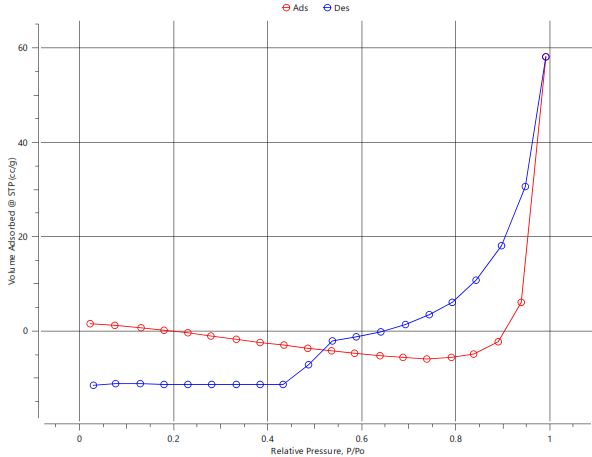 Ads Des
60
40
20
0
Volume Adsorbed @ STP (cc/g)
0 0.2 0.4 0.6 0.8 1
Relative Pressure, P/Po